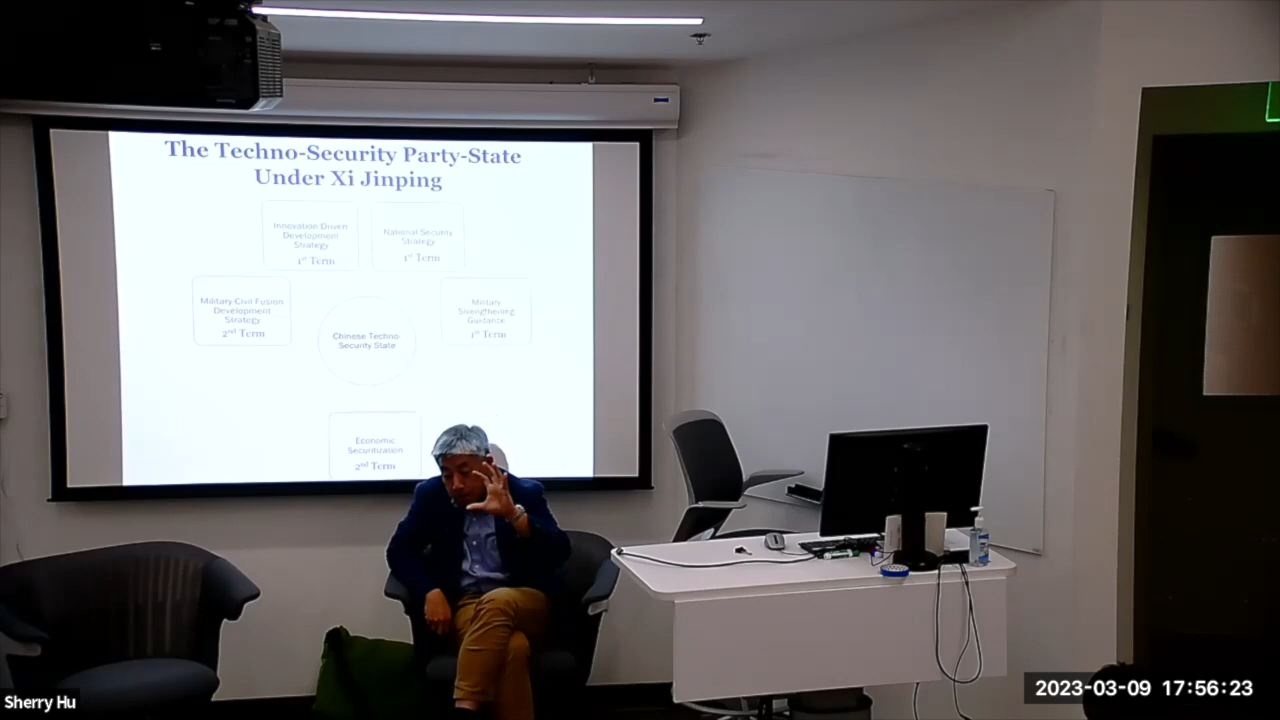 The Techno-Security Party-State
Under Xi Jinping
Innovation Driven
Development
Strategy
1st Term
National Security
Strategy
1st Term
Military-Civil Fusion
Development
Strategy
2nd Term
Military
Strengthening
Guidance
1st Term
Chinese Techno-
Security State
Economic
Securitization
2nd Term
Sherry Hu
2023-03-09 17:56:23